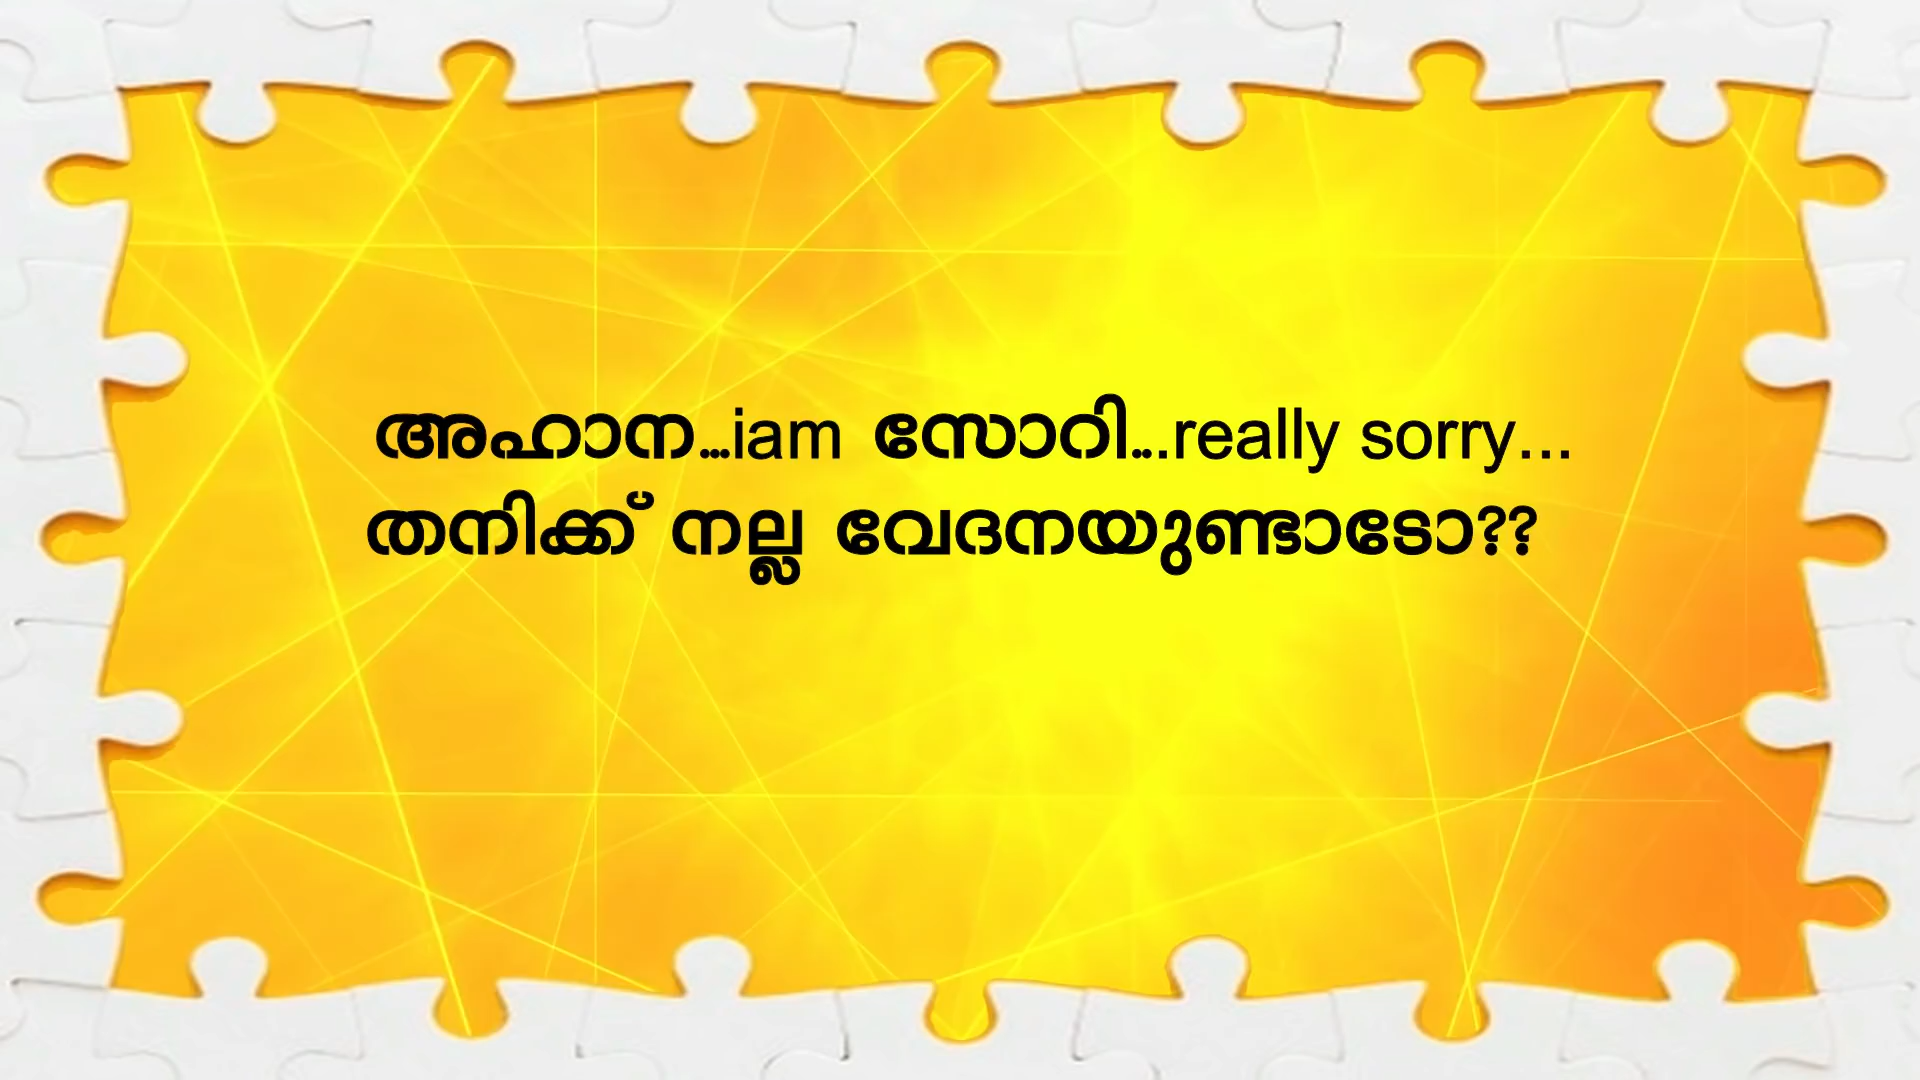 അഹാന...iam സോറി...really sorry...
തനിക്ക് നല്ല വേദനയുണ്ടാടോ??